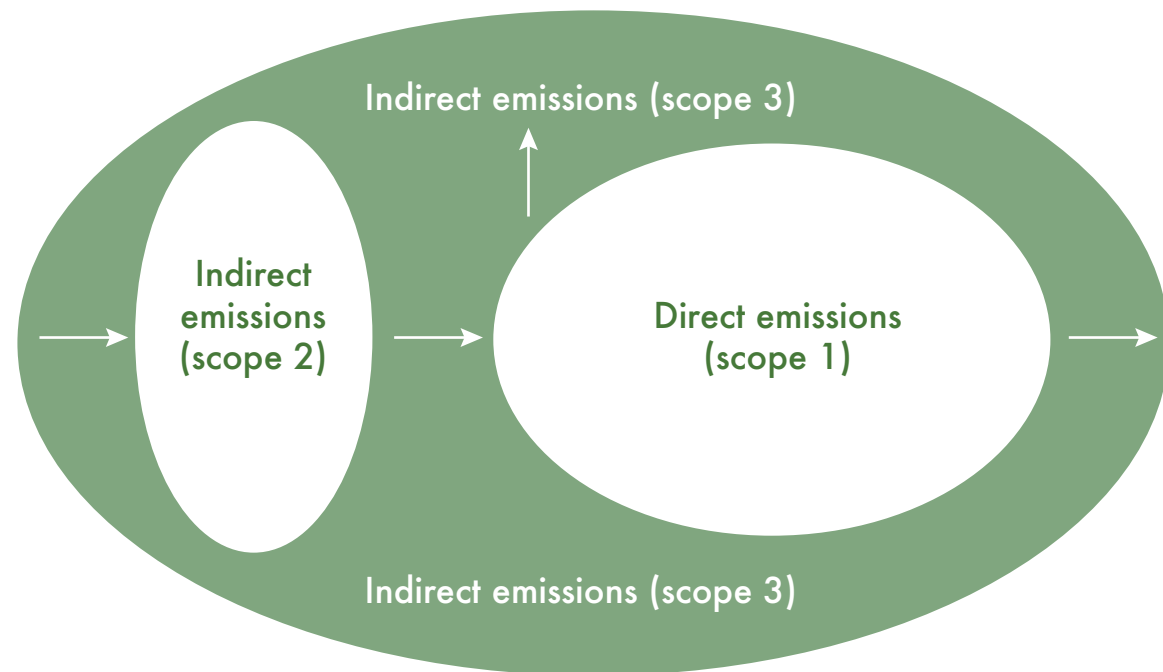 Indirect emissions (scope 3)
Indirect
emissions
(scope 2)
Direct emissions
(scope 1)
Indirect emissions (scope 3)